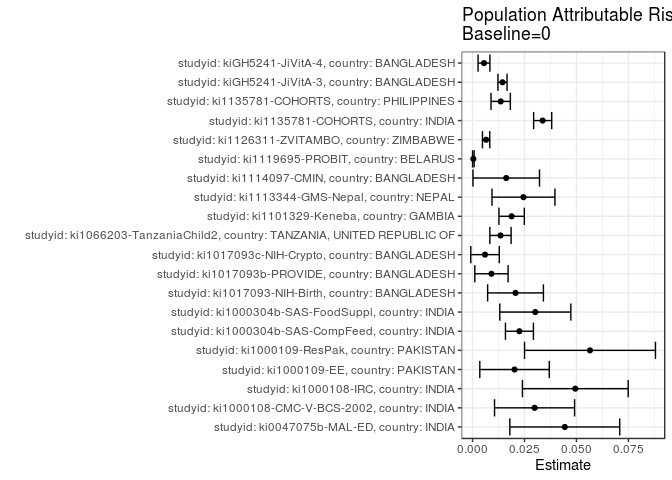 Population Attributable Ris
Baseline=0
studyid: kiGH5241-JiVitA-4, country: BANGLADESH
studyid: kiGH5241-JiVitA-3, country: BANGLADESH
studyid: ki1135781-COHORTS, country: PHILIPPINES
studyid: ki1135781-COHORTS, country: INDIA
studyid: ki1126311-ZVITAMBO, country: ZIMBABWE
studyid: ki1119695-PROBIT, country: BELARUS
studyid: ki1114097-CMIN, country: BANGLADESH
studyid: ki1113344-GMS-Nepal, country: NEPAL
studyid: ki1101329-Keneba, country: GAMBIA
studyid: ki1066203-TanzaniaChild2, country: TANZANIA, UNITED REPUBLIC OF
studyid: ki1017093c-NIH-Crypto, country: BANGLADESH
studyid: ki1017093b-PROVIDE, country: BANGLADESH
studyid: ki1017093-NIH-Birth, country: BANGLADESH
studyid: ki1000304b-SAS-FoodSuppl, country: INDIA
studyid: ki1000304b-SAS-CompFeed, country: INDIA
studyid: ki1000109-ResPak, country: PAKISTAN
studyid: ki1000109-EE, country: PAKISTAN
studyid: ki1000108-IRC, country: INDIA
studyid: ki1000108-CMC-V-BCS-2002, country: INDIA
studyid: ki0047075b-MAL-ED, country: INDIA
0.000 0.025 0.050 0.075
Estimate